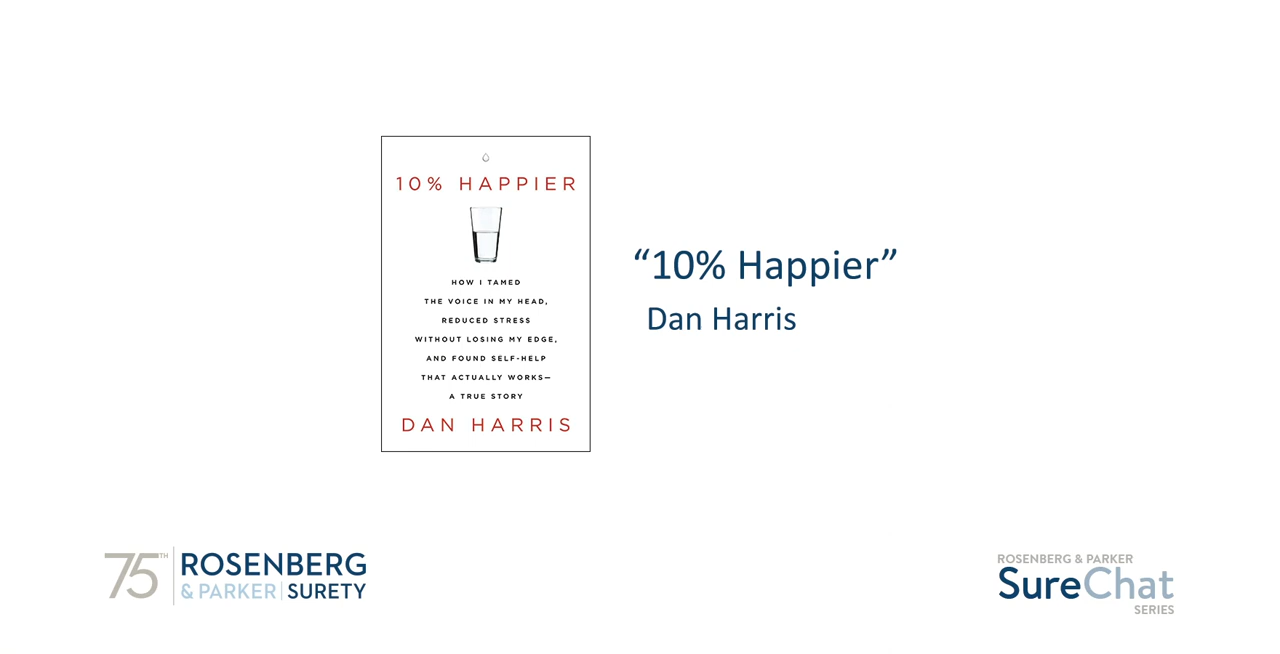 10% HAPPIER
HOW I TAMED
THE VOICE IN MY HEAD,
REDUCED STRESS
WITHOUT LOSING MY EDGE,
AND FOUND SELF-HELP
THAT ACTUALLY WORKS—
A TRUE STORY
DAN HARRIS
“10% Happier”
Dan Harris
75TH
ROSENBERG
& PARKER SURETY
ROSENBERG & PARKER
SureChat
SERIES